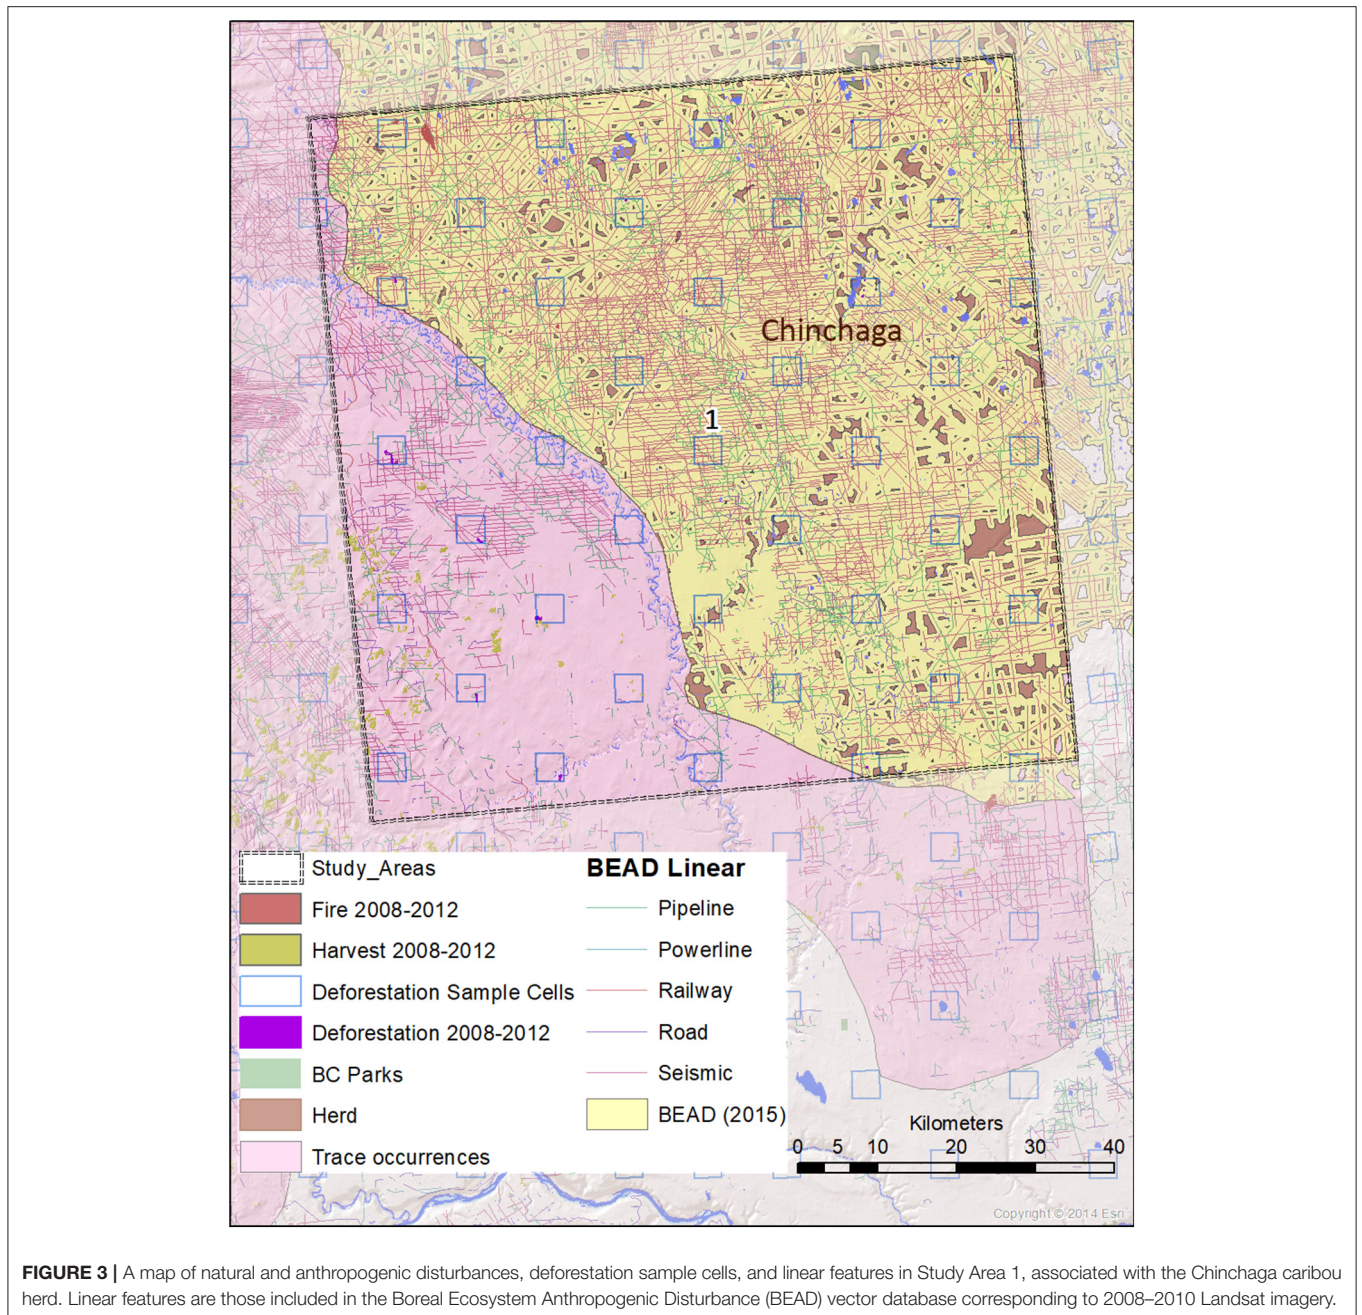 Chinchaga
1
Study_Areas
Fire 2008-2012
Harvest 2008-2012
Deforestation Sample Cells
Deforestation 2008-2012
BC Parks
Herd
Trace occurrences
BEAD Linear
Pipeline
Powerline
Railway
Road
Seismic
BEAD (2015)
Kilometers
0 5 10 20 30 40
Copyright © 2014 Esri
FIGURE 3 | A map of natural and anthropogenic disturbances, deforestation sample cells, and linear features in Study Area 1, associated with the Chinchaga caribou
herd. Linear features are those included in the Boreal Ecosystem Anthropogenic Disturbance (BEAD) vector database corresponding to 2008–2010 Landsat imagery.